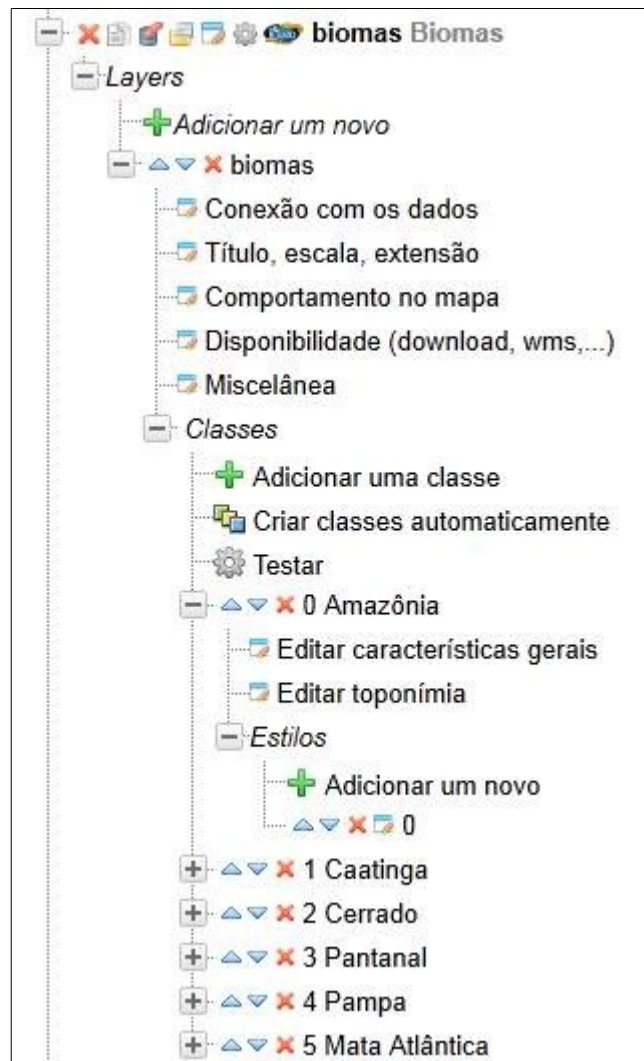 biomas Biomas
Layers
Adicionar um novo
biomas
Conexão com os dados
Título, escala, extensão
Comportamento no mapa
Disponibilidade (download, wms,...)
Miscelânea
Classes
Adicionar uma classe
Criar classes automaticamente
Testar
0 Amazônia
Editar características gerais
Editar toponímia
Estilos
Adicionar um novo
0
1 Caatinga
2 Cerrado
3 Pantanal
4 Pampa
5 Mata Atlântica